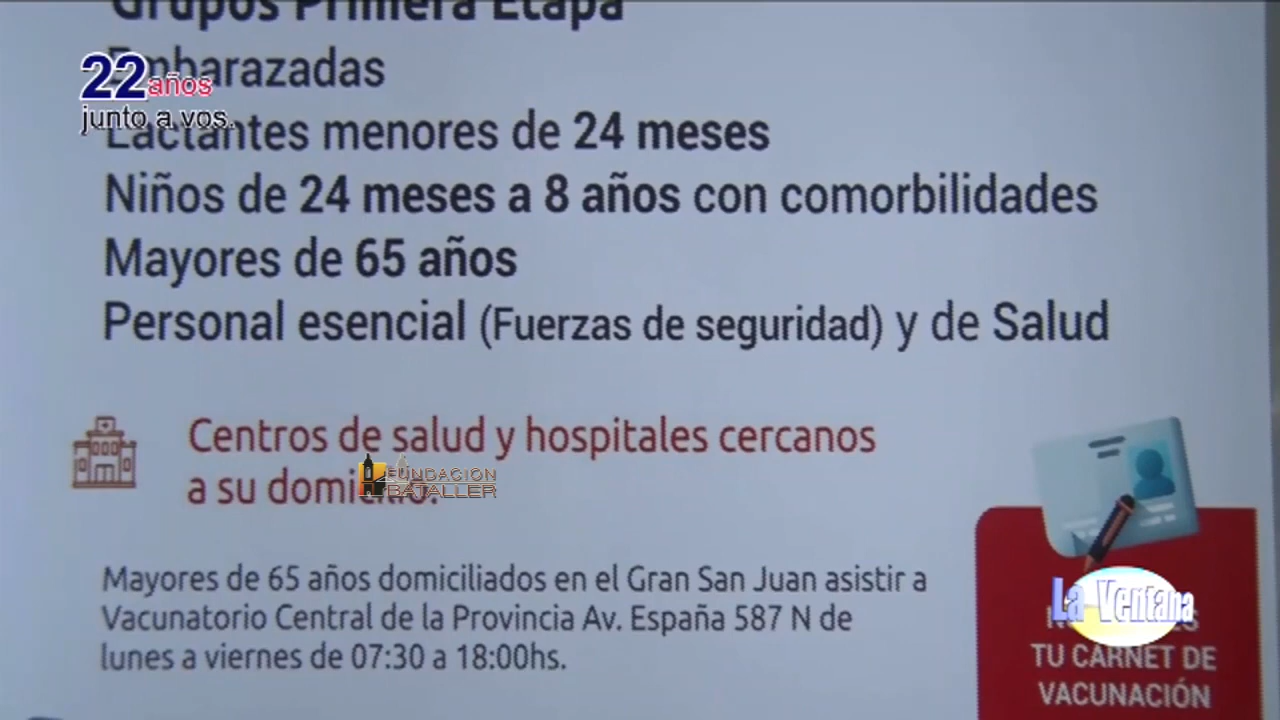 Grupos Primera Etapa
Embarazadas
22 años
junto a vos.
Lactantes menores de 24 meses
Niños de 24 meses a 8 años con comorbilidades
Mayores de 65 años
Personal esencial (Fuerzas de seguridad) y de Salud
Centros de salud y hospitales cercanos
a su domicilio.
FUNDACION
BATALLER
Mayores de 65 años domiciliados en el Gran San Juan asistir a
Vacunatorio Central de la Provincia Av. España 587 N de
lunes a viernes de 07:30 a 18:00hs.
La Ventana
TU CARNET DE
VACUNACIÓN